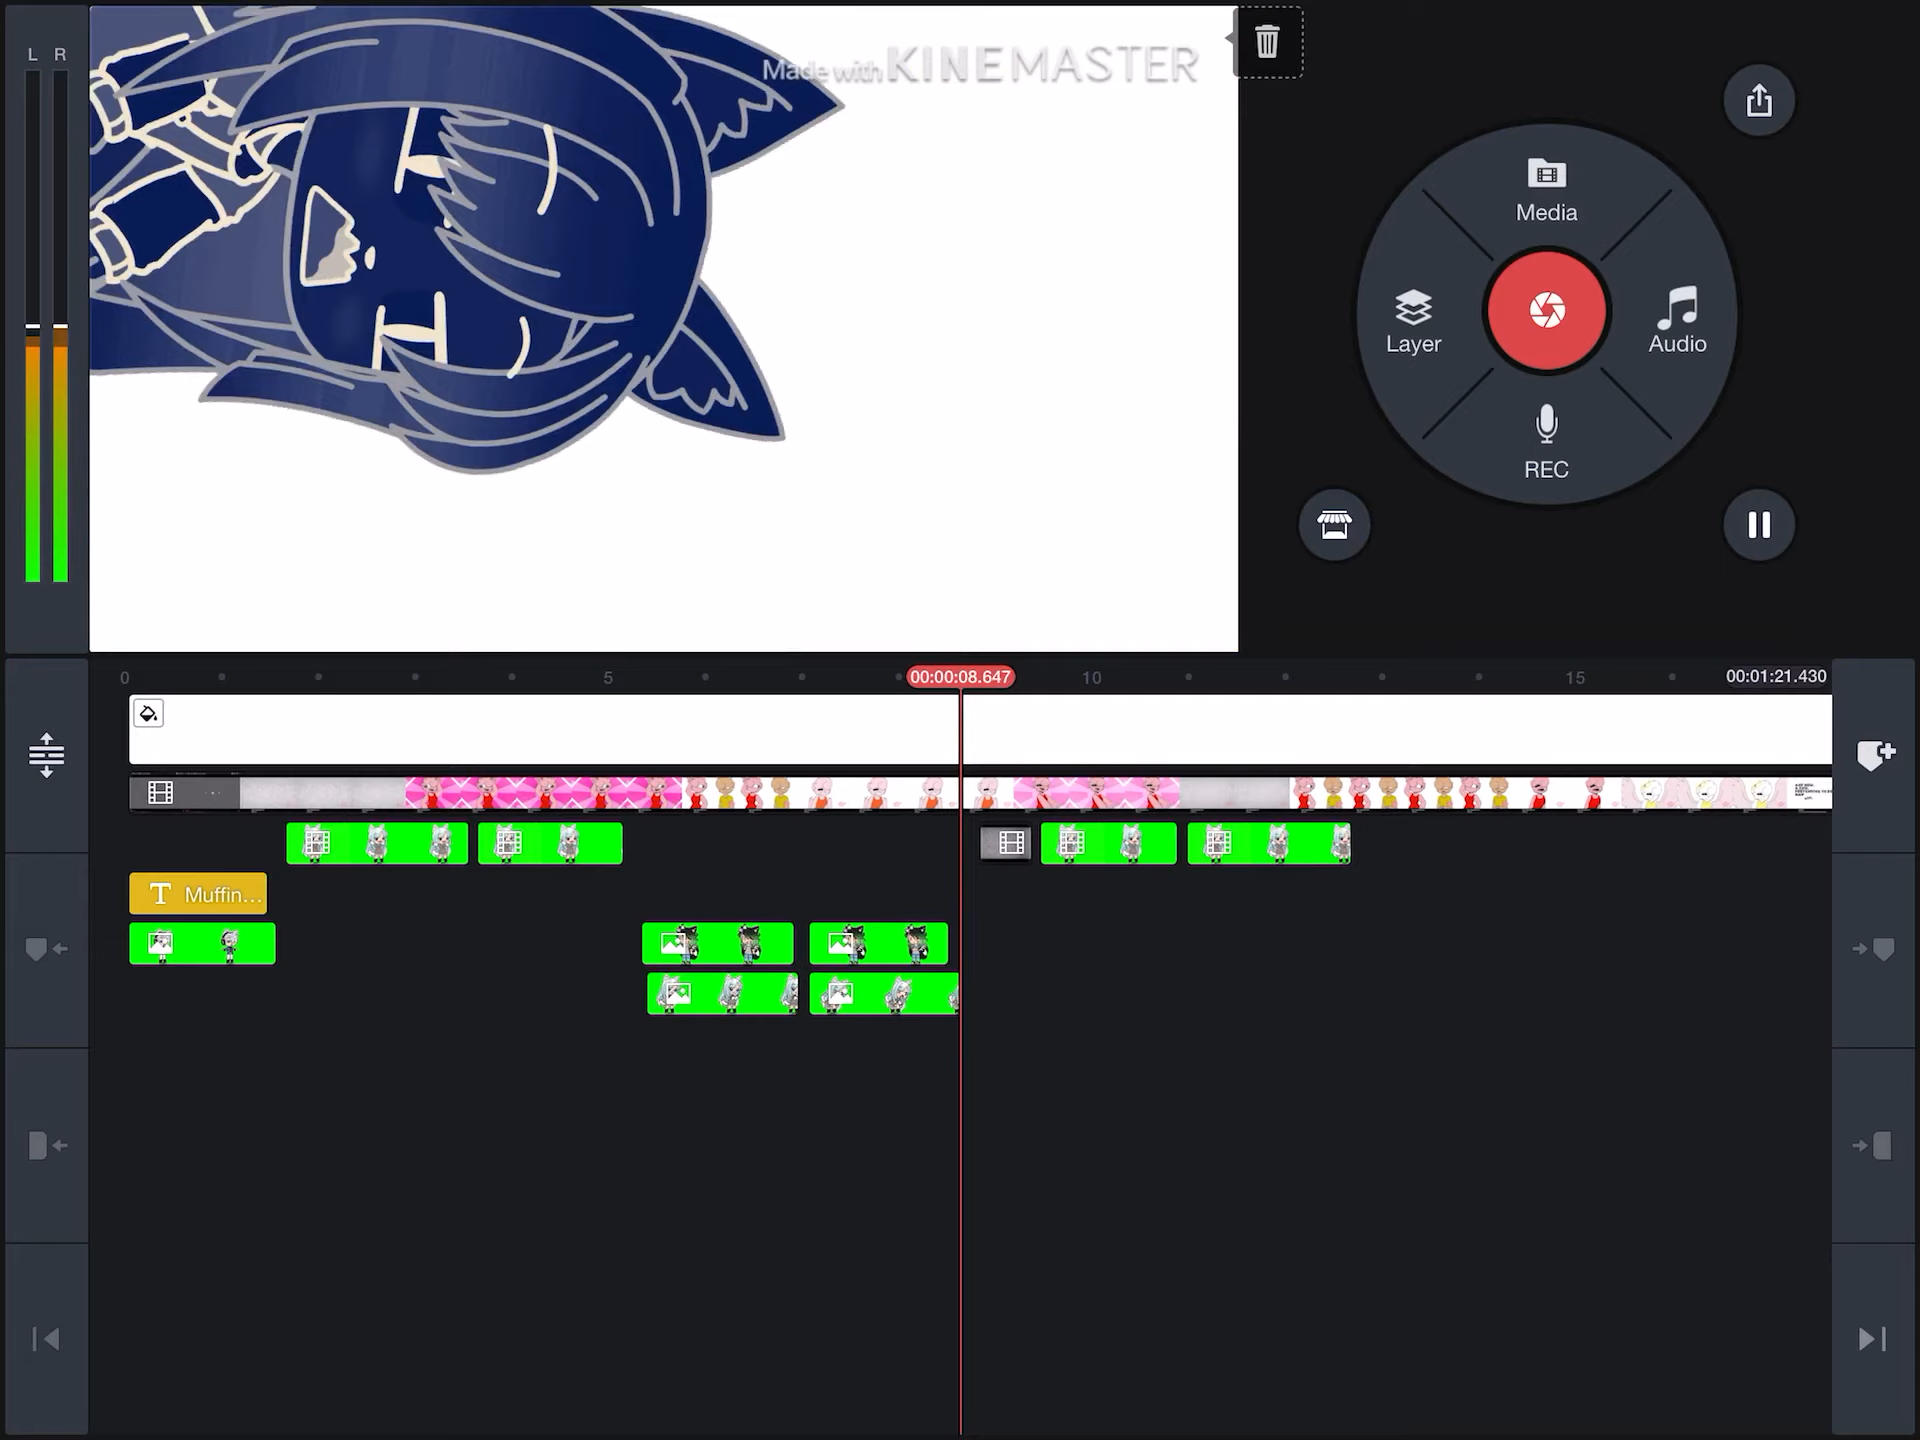 L R
Made with KINEMASTER
Media
Layer
Audio
REC
0
5
00:00:08.647
10
15
00:01:21.430
T Muffin...